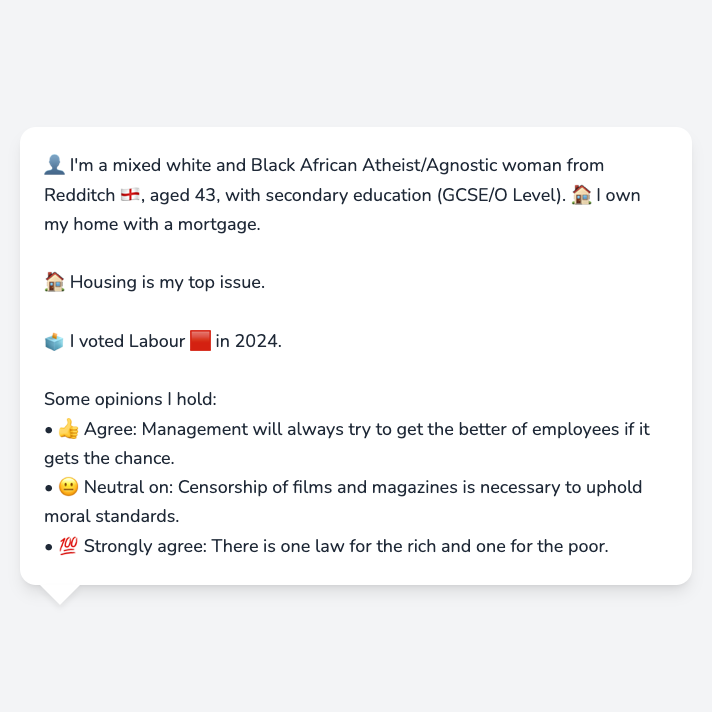 👤 I'm a mixed white and Black African Atheist/Agnostic woman from
Redditch 🏴󠁧󠁢󠁥󠁮󠁧󠁿, aged 43, with secondary education (GCSE/O Level). 🏠 I own
my home with a mortgage.
🏠 Housing is my top issue.
🗳️ I voted Labour 🟥 in 2024.
Some opinions I hold:
• 👍 Agree: Management will always try to get the better of employees if it
gets the chance.
• 😐 Neutral on: Censorship of films and magazines is necessary to uphold
moral standards.
• 💯 Strongly agree: There is one law for the rich and one for the poor.